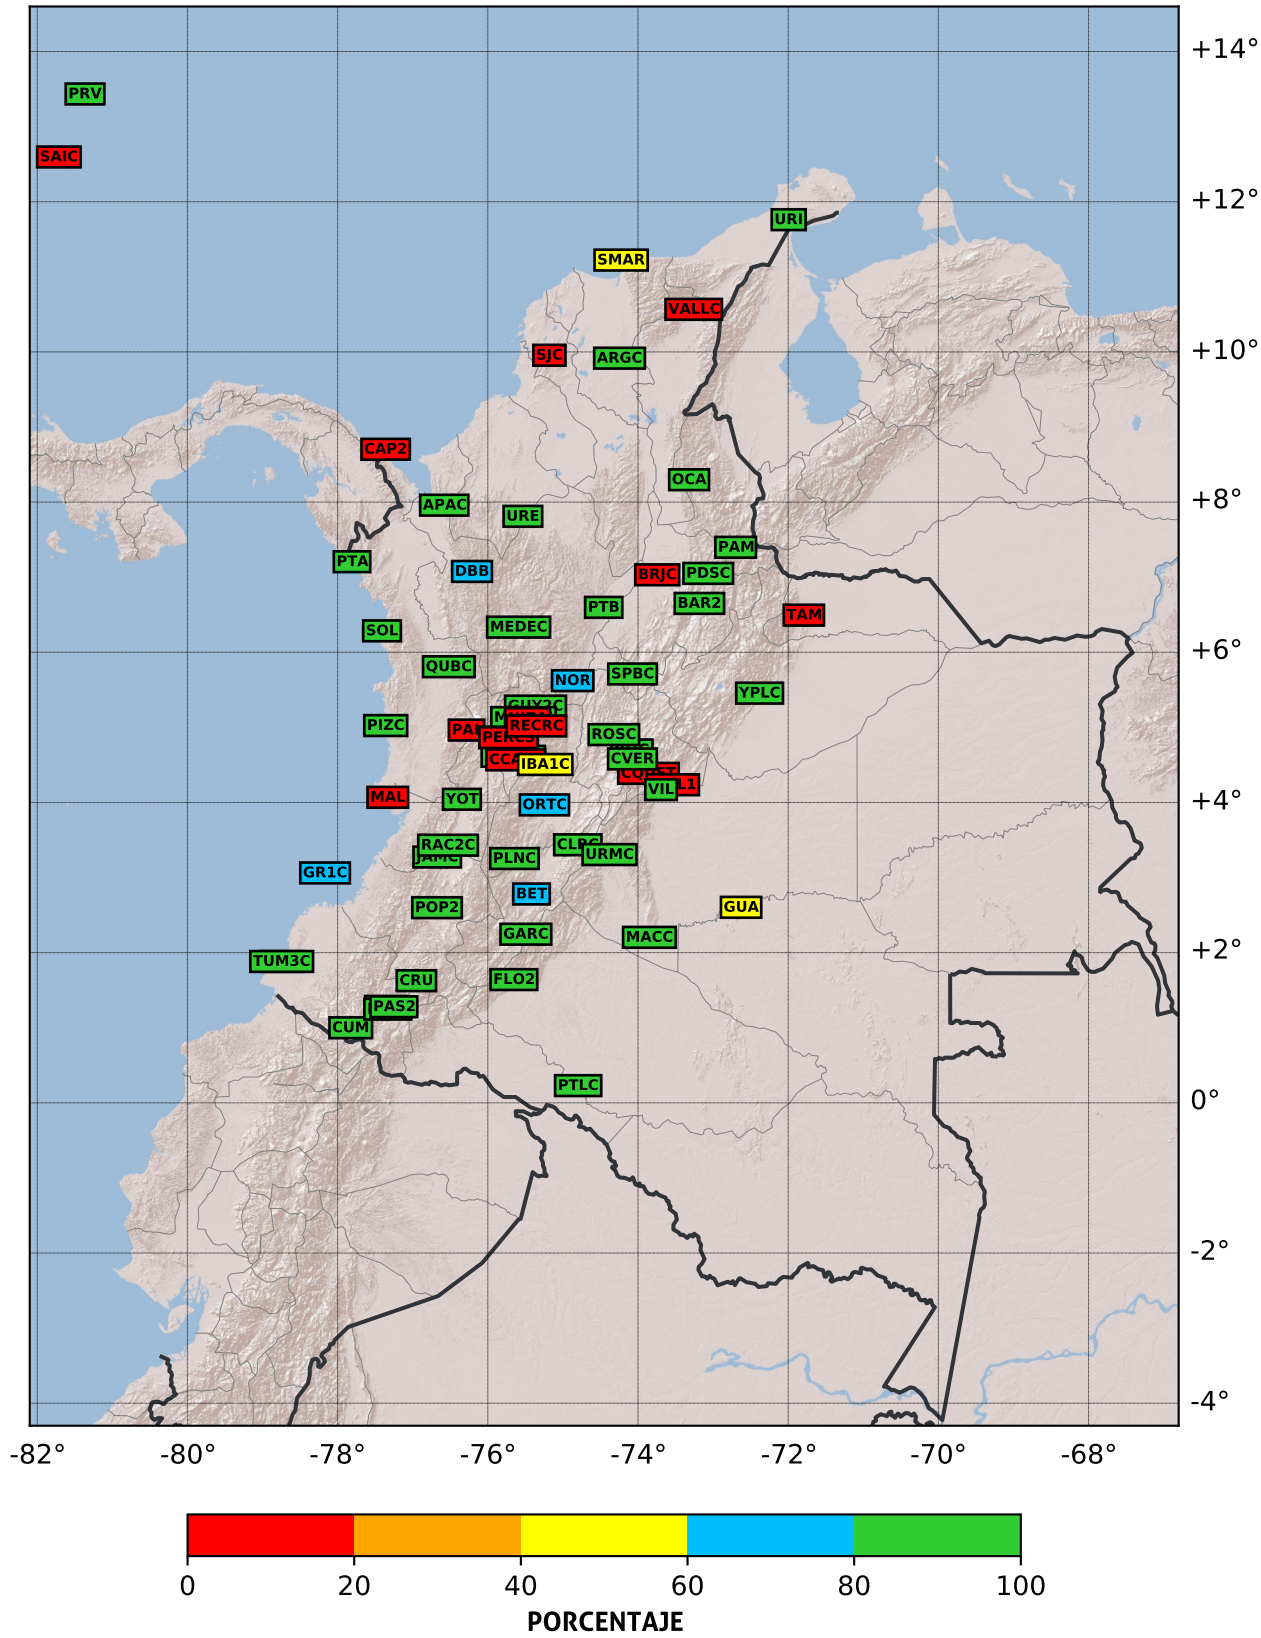 +14°
PRV
SAIC
+12°
URI
SMAR
VALLC
+10°
SJC
ARGC
CAP2
OCA
+8°
APAC
URE
PAM
PTA
DBB
BRJC
PDSC
BAR2
PTB
TAM
MEDEC
SOL
+6°
QUBC
SPBC
NOR
YPLC
PIZC
RECRC
ROSC
CVER
IBA1C
VIL
MAL
YOT
ORTC
+4°
RAC2C
URMC
PLNC
GR1C
BET
POP2
GUA
GARC
MACC
+2°
TUM3C
CRU
FLO2
PAS2
CUM
PTLC
0°
-2°
-4°
-82° -80° -78° -76° -74° -72° -70° -68°
0 20 40 60 80 100
PORCENTAJE